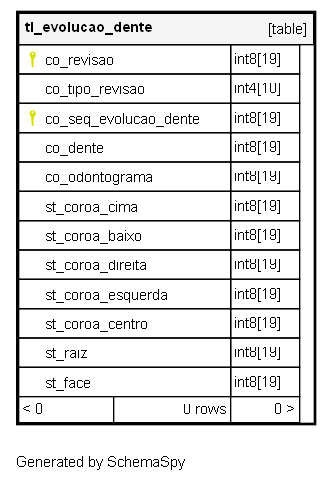 tl_evolucao_dente [table]
co_revisao int8[19]
co_tipo_revisao int4[10]
co_seq_evolucao_dente int8[19]
co_dente int8[19]
co_odontograma int8[19]
st_coroa_cima int8[19]
st_coroa_baixo int8[19]
st_coroa_direita int8[19]
st_coroa_esquerda int8[19]
st_coroa_centro int8[19]
st_raiz int8[19]
st_face int8[19]
< 0 0 rows 0 >
Generated by SchemaSpy